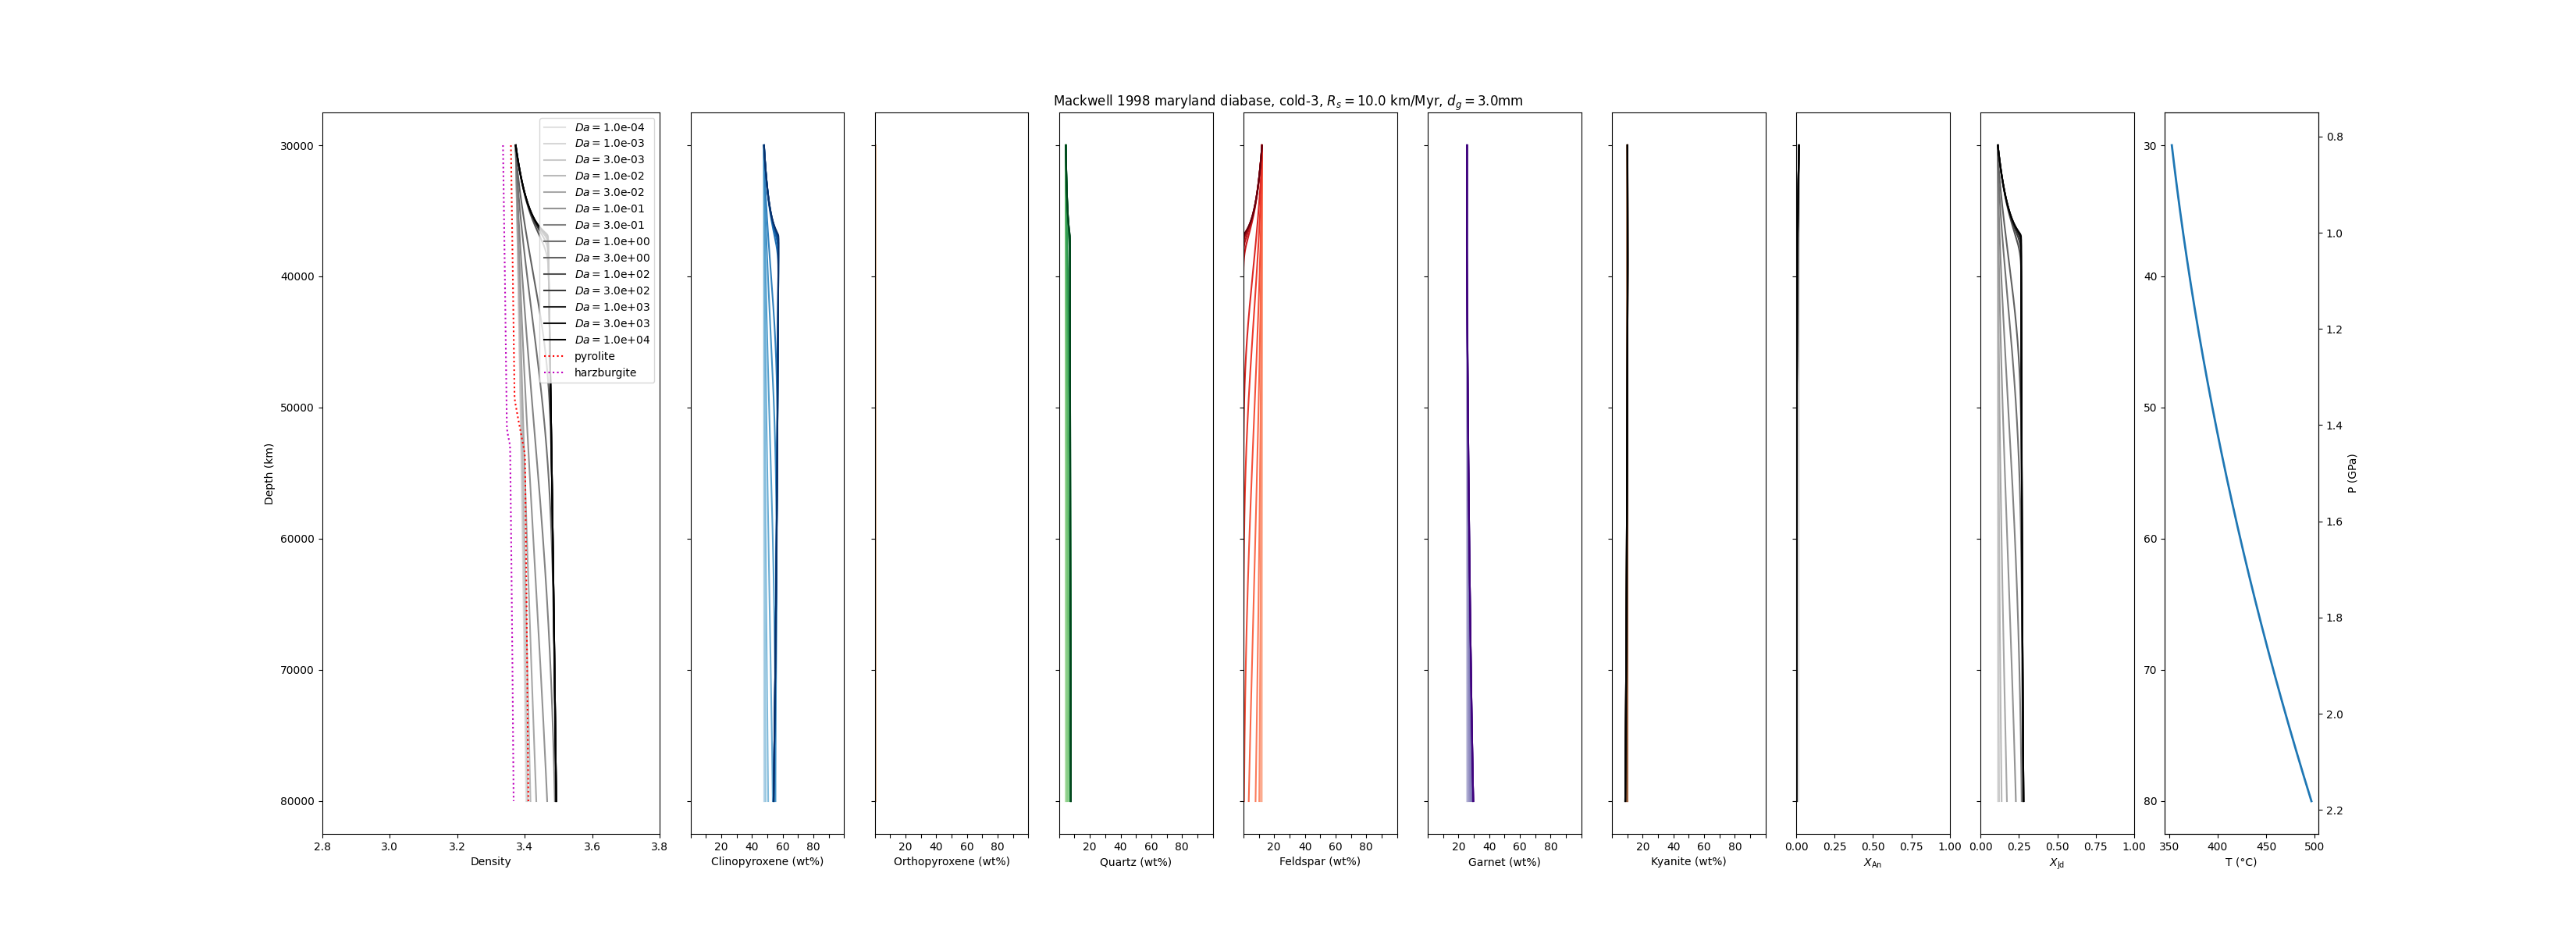 Mackwell 1998 maryland diabase, cold-3, Rs = 10.0 km/Myr, dg = 3.0mm
Da = 1.0e-04
Da = 1.0e-03
Da = 3.0e-03
Da = 1.0e-02
Da = 3.0e-02
Da = 1.0e-01
Da = 3.0e-01
Da = 1.0e+00
Da = 3.0e+00
Da = 1.0e+02
Da = 3.0e+02
Da = 1.0e+03
Da = 3.0e+03
Da = 1.0e+04
pyrolite
harzburgite
Depth (km)
30000
40000
50000
60000
70000
80000
2.8 3.0 3.2 3.4 3.6 3.8
Density
20 40 60 80
Clinopyroxene (wt%)
20 40 60 80
Orthopyroxene (wt%)
20 40 60 80
Quartz (wt%)
20 40 60 80
Feldspar (wt%)
20 40 60 80
Garnet (wt%)
20 40 60 80
Kyanite (wt%)
0.00 0.25 0.50 0.75 1.00
XAn
0.00 0.25 0.50 0.75 1.00
XJd
30
40
50
60
70
80
350 400 450 500
T (°C)
0.8
1.0
1.2
1.4
1.6
1.8
2.0
2.2
P (GPa)